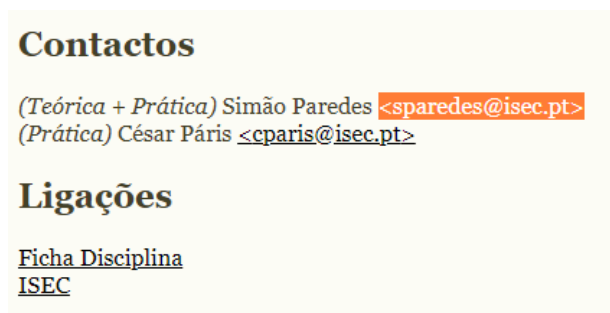 Contactos
(Teórica + Prática) Simão Paredes <sparedes@isec.pt>
(Prática) César Páris <cparis@isec.pt>
Ligações
Ficha Disciplina
ISEC